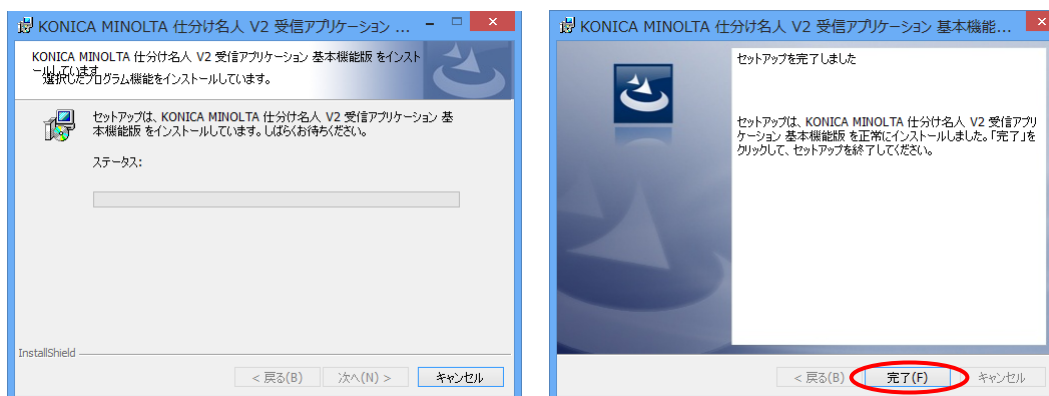 KONICA MINOLTA 仕分け名人 V2 受信アプリケーション ...
KONICA MINOLTA 仕分け名人 V2 受信アプリケーション 基本機能版 をインスト
ールしています
選択したプログラム機能をインストールしています。
セットアップは、KONICA MINOLTA 仕分け名人 V2 受信アプリケーション 基
本機能版 をインストールしています。しばらくお待ちください。
ステータス:
InstallShield
< 戻る(B)
次へ(N) >
キャンセル
KONICA MINOLTA 仕分け名人 V2 受信アプリケーション 基本機能...
セットアップを完了しました
セットアップは、KONICA MINOLTA 仕分け名人 V2 受信アプリ
ケーション 基本機能版 を正常にインストールしました。「完了」を
クリックして、セットアップを終了してください。
< 戻る(B)
完了(F)
キャンセル